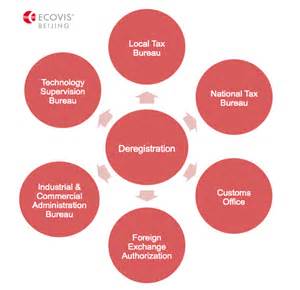 ECOVIS®
BEIJING
Local Tax
Bureau
Technology
Supervision
Bureau
National Tax
Bureau
Deregistration
Industrial &
Commercial
Administration
Bureau
Customs
Office
Foreign
Exchange
Authorization